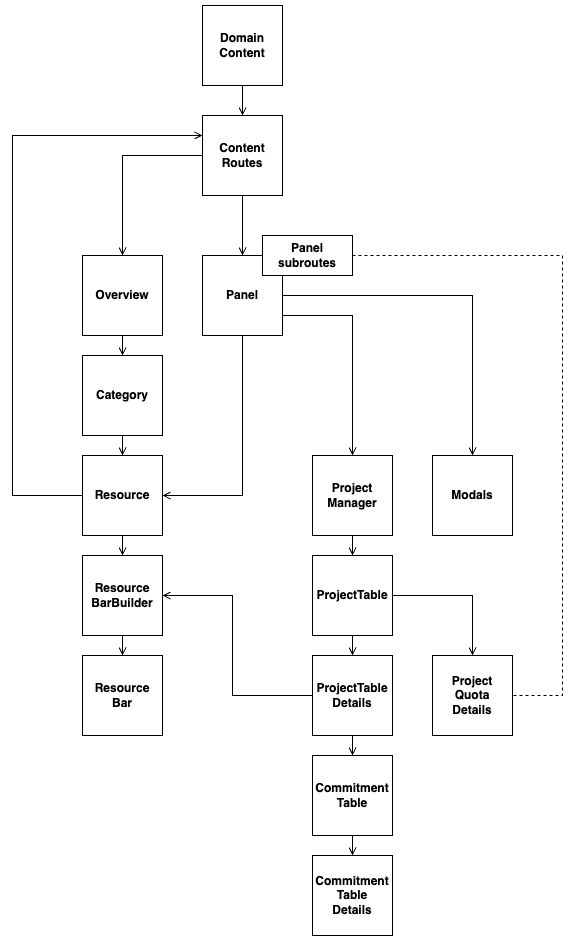 Domain
Content
Content
Routes
Panel
subroutes
Overview
Panel
Category
Resource
Project
Manager
Modals
Resource
BarBuilder
ProjectTable
Resource
Bar
ProjectTable
Details
Project
Quota
Details
Commitment
Table
Commitment
Table
Details